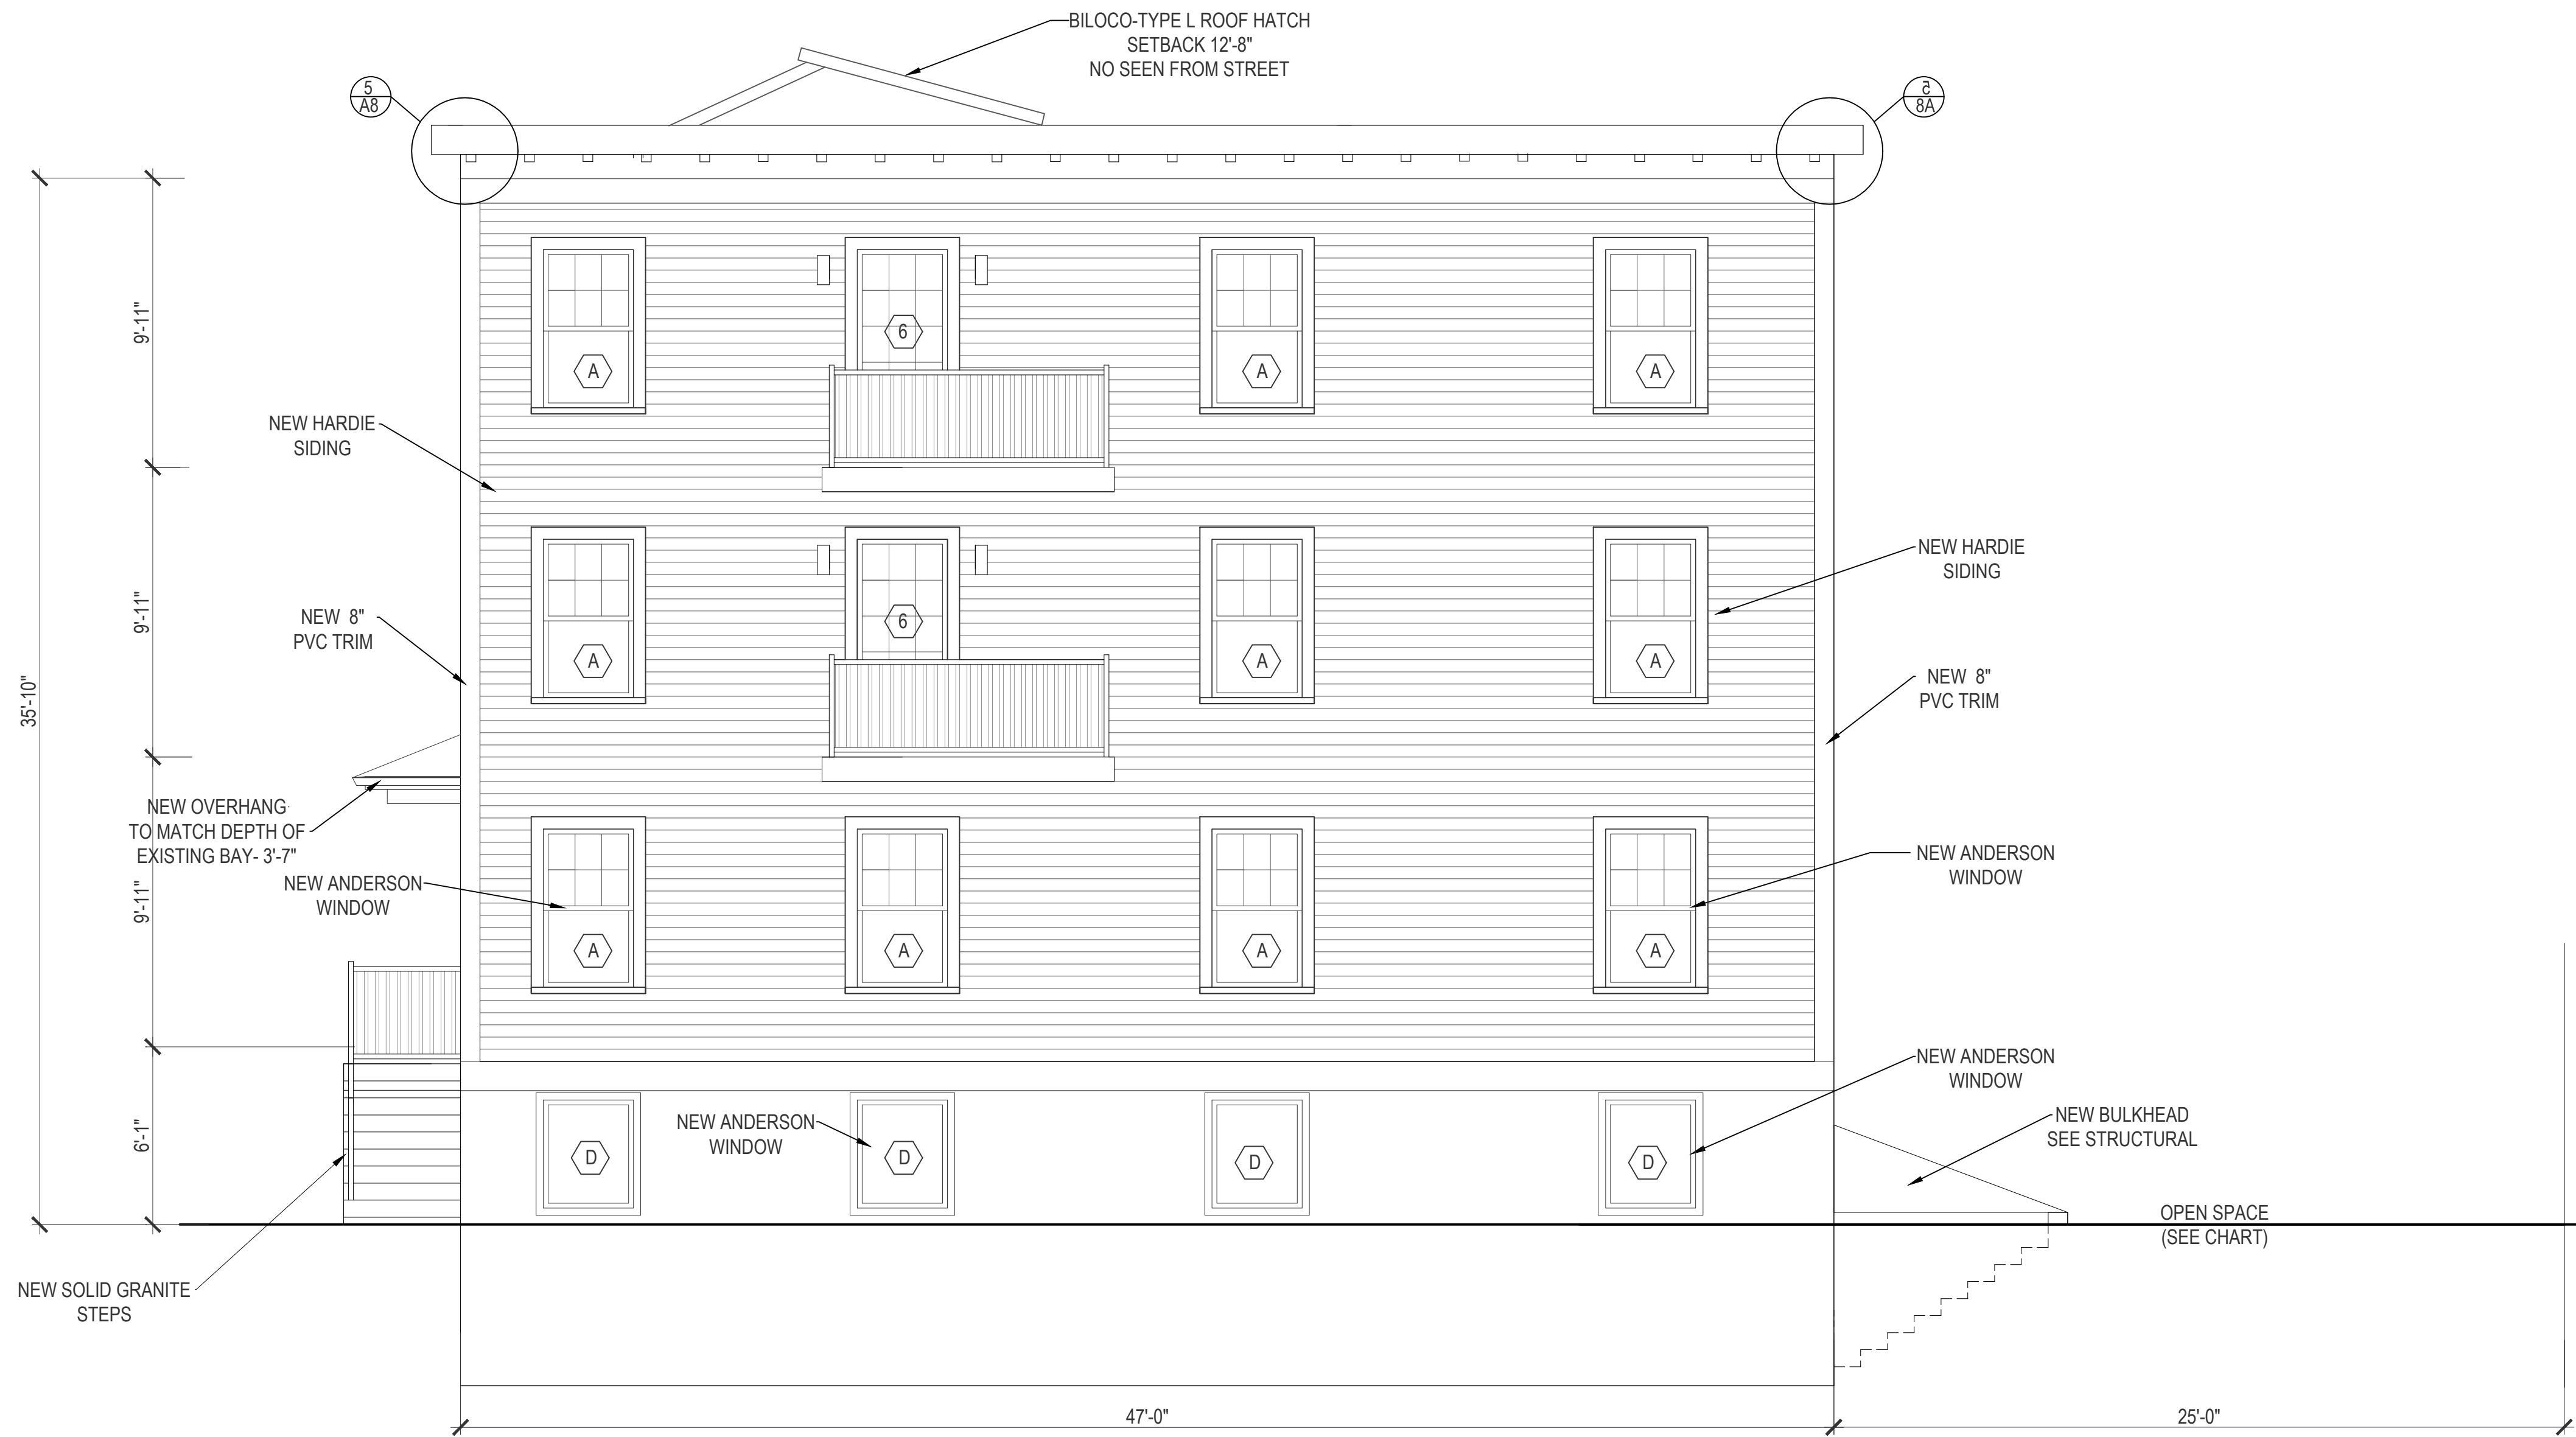 BILOCO-TYPE L ROOF HATCH
SETBACK 12'-8"
NO SEEN FROM STREET
5
A8
5
A8
9'-11"
6
A
A
A
NEW HARDIE
SIDING
NEW HARDIE
SIDING
9'-11"
6
A
A
A
NEW 8"
PVC TRIM
NEW 8"
PVC TRIM
35'-10"
NEW OVERHANG
TO MATCH DEPTH OF
EXISTING BAY- 3'-7"
NEW ANDERSON
WINDOW
NEW ANDERSON
WINDOW
9'-11"
A
A
A
A
NEW ANDERSON
WINDOW
6'-1"
NEW ANDERSON
WINDOW
D
D
D
D
NEW BULKHEAD
SEE STRUCTURAL
OPEN SPACE
(SEE CHART)
NEW SOLID GRANITE
STEPS
47'-0"
25'-0"